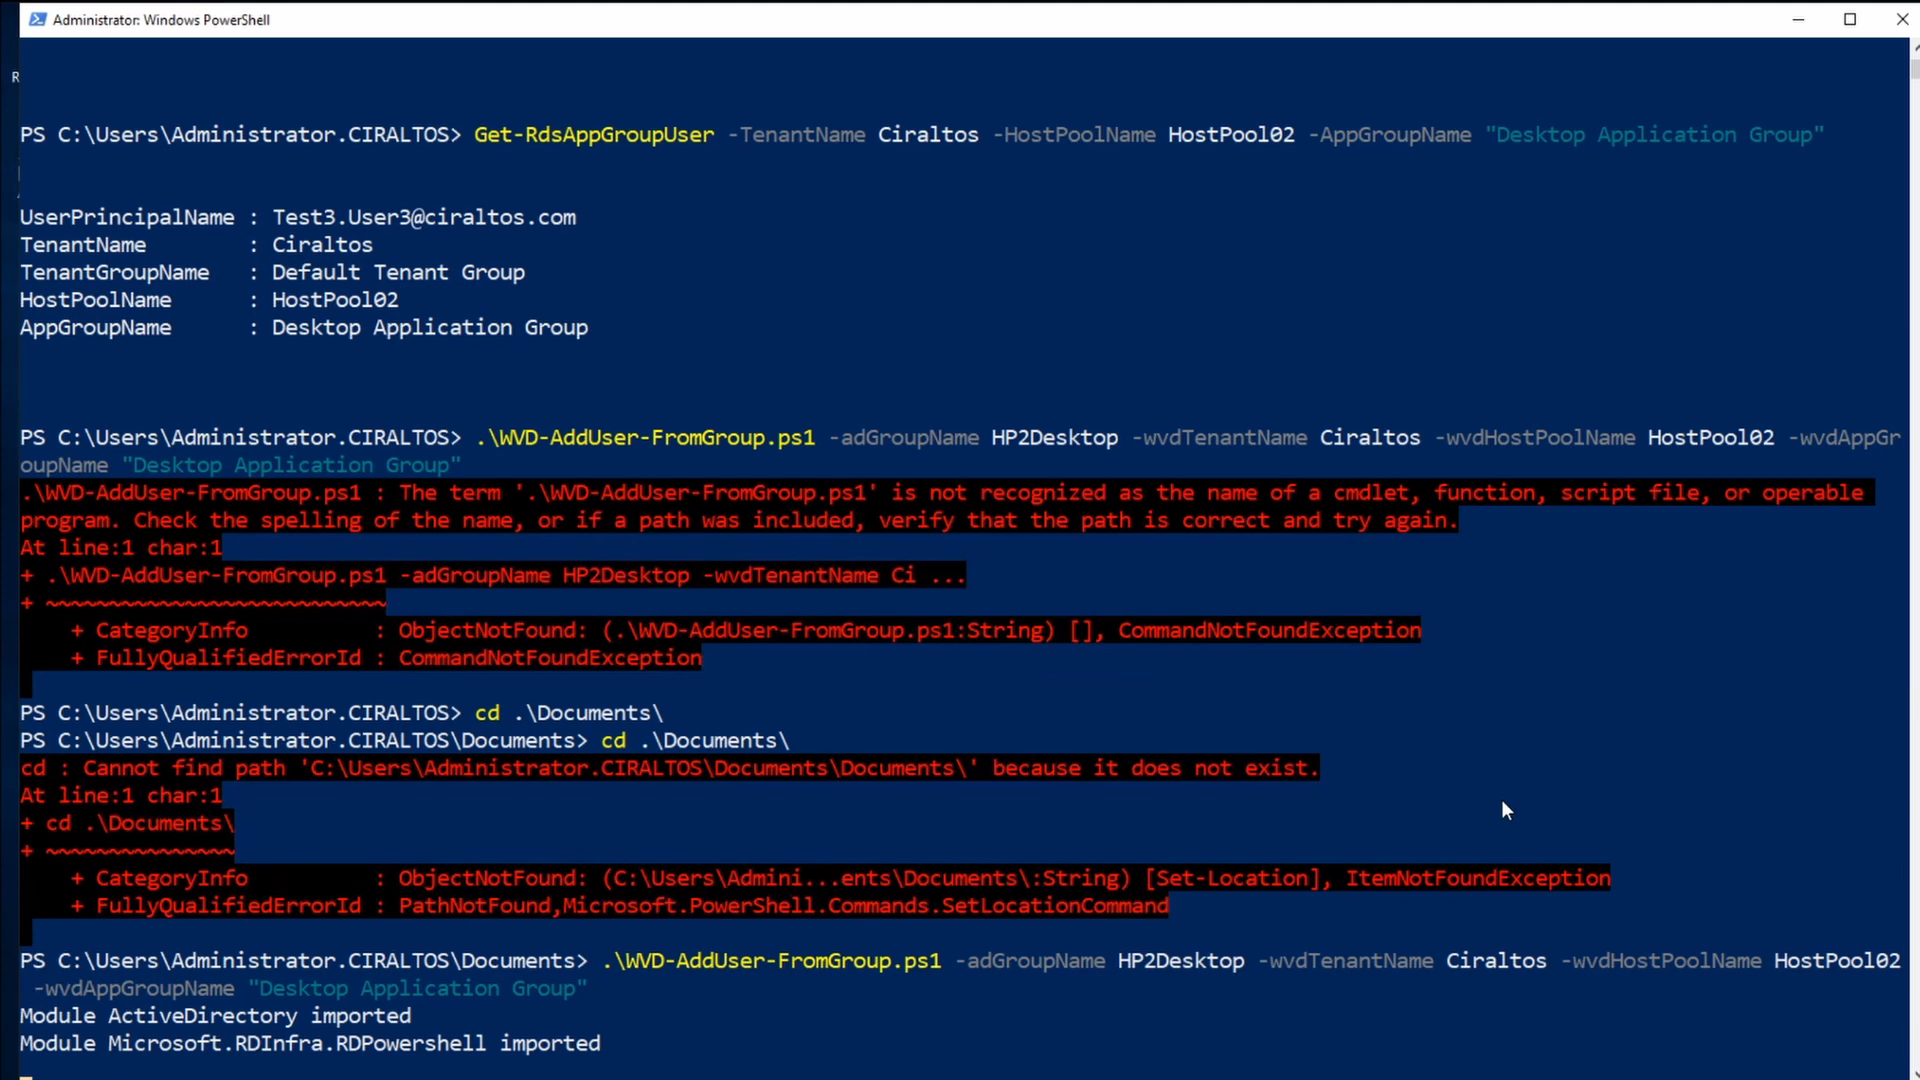 Administrator: Windows PowerShell
R
PS C:\Users\Administrator.CIRALTOS> Get-RdsAppGroupUser -TenantName Ciraltos -HostPoolName HostPool02 -AppGroupName "Desktop Application Group"
UserPrincipalName : Test3.User3@ciraltos.com
TenantName : Ciraltos
TenantGroupName : Default Tenant Group
HostPoolName : HostPool02
AppGroupName : Desktop Application Group
PS C:\Users\Administrator.CIRALTOS> .\WVD-AddUser-FromGroup.ps1 -adGroupName HP2Desktop -wvdTenantName Ciraltos -wvdHostPoolName HostPool02 -wvdAppGr
oupName "Desktop Application Group"
.\WVD-AddUser-FromGroup.ps1 : The term '.\WVD-AddUser-FromGroup.ps1' is not recognized as the name of a cmdlet, function, script file, or operable
program. Check the spelling of the name, or if a path was included, verify that the path is correct and try again.
At line:1 char:1
+ .\WVD-AddUser-FromGroup.ps1 -adGroupName HP2Desktop -wvdTenantName Ci ...
+ ~~~~~~~~~~~~~~~~~~~~~~~~~~~
+ CategoryInfo : ObjectNotFound: (.\WVD-AddUser-FromGroup.ps1:String) [], CommandNotFoundException
+ FullyQualifiedErrorId : CommandNotFoundException
PS C:\Users\Administrator.CIRALTOS> cd .\Documents\
PS C:\Users\Administrator.CIRALTOS\Documents> cd .\Documents\
cd : Cannot find path 'C:\Users\Administrator.CIRALTOS\Documents\Documents\' because it does not exist.
At line:1 char:1
+ cd .\Documents\
+ ~~~~~~~~~~~~~~~
+ CategoryInfo : ObjectNotFound: (C:\Users\Admini...ents\Documents\:String) [Set-Location], ItemNotFoundException
+ FullyQualifiedErrorId : PathNotFound,Microsoft.PowerShell.Commands.SetLocationCommand
PS C:\Users\Administrator.CIRALTOS\Documents> .\WVD-AddUser-FromGroup.ps1 -adGroupName HP2Desktop -wvdTenantName Ciraltos -wvdHostPoolName HostPool02
-wvdAppGroupName "Desktop Application Group"
Module ActiveDirectory imported
Module Microsoft.RDInfra.RDPowershell imported